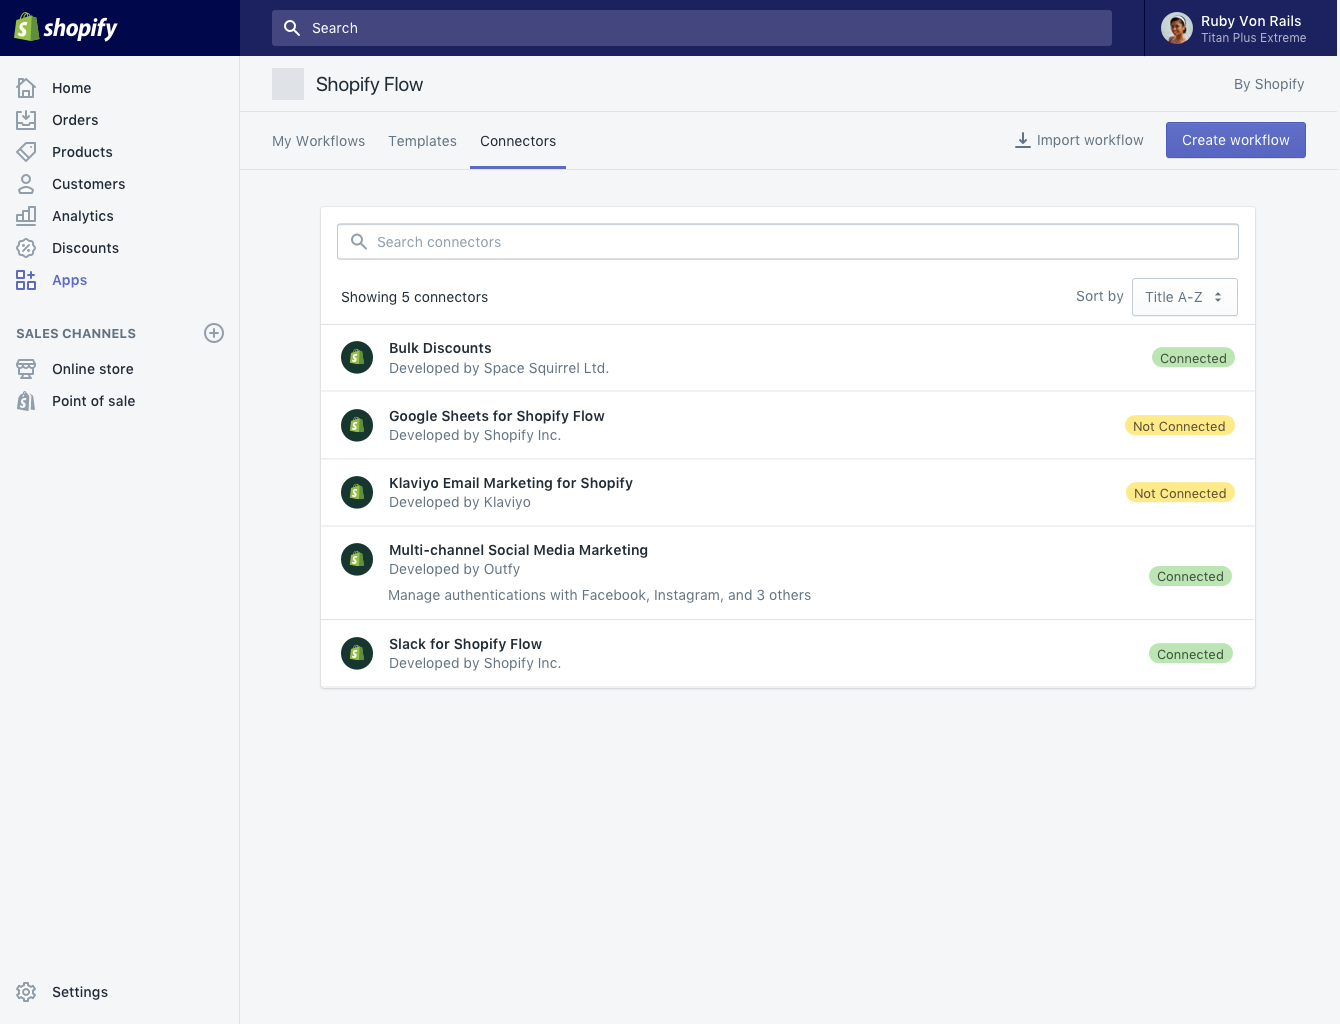 shopify
Search
Ruby Von Rails
Titan Plus Extreme
Home
Orders
Products
Customers
Analytics
Discounts
Apps
SALES CHANNELS
Online store
Point of sale
Settings
Shopify Flow
By Shopify
My Workflows
Templates
Connectors
Import workflow
Create workflow
Search connectors
Showing 5 connectors
Sort by
Title A-Z
Bulk Discounts
Developed by Space Squirrel Ltd.
Connected
Google Sheets for Shopify Flow
Developed by Shopify Inc.
Not Connected
Klaviyo Email Marketing for Shopify
Developed by Klaviyo
Not Connected
Multi-channel Social Media Marketing
Developed by Outfy
Manage authentications with Facebook, Instagram, and 3 others
Connected
Slack for Shopify Flow
Developed by Shopify Inc.
Connected